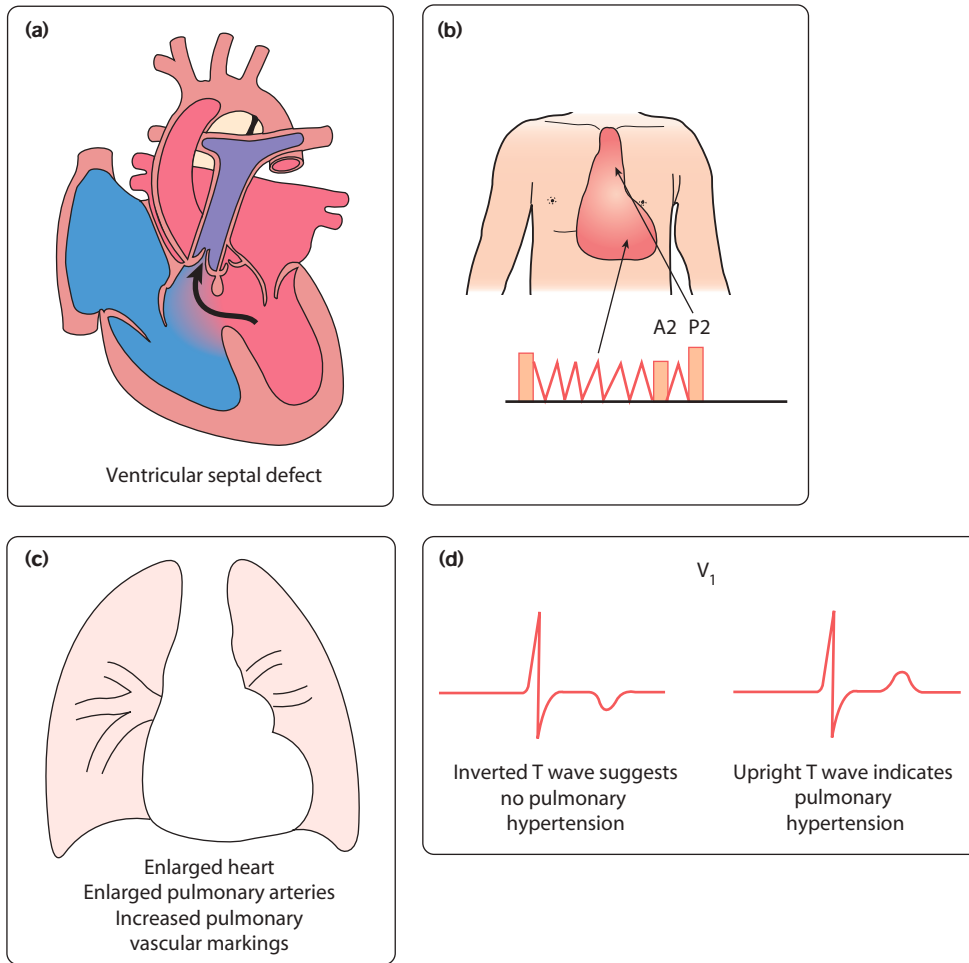 (a)
Ventricular septal defect
(b)
A2 P2
(c)
Enlarged heart
Enlarged pulmonary arteries
Increased pulmonary
vascular markings
(d)
V1
Inverted T wave suggests
no pulmonary
hypertension
Upright T wave indicates
pulmonary
hypertension